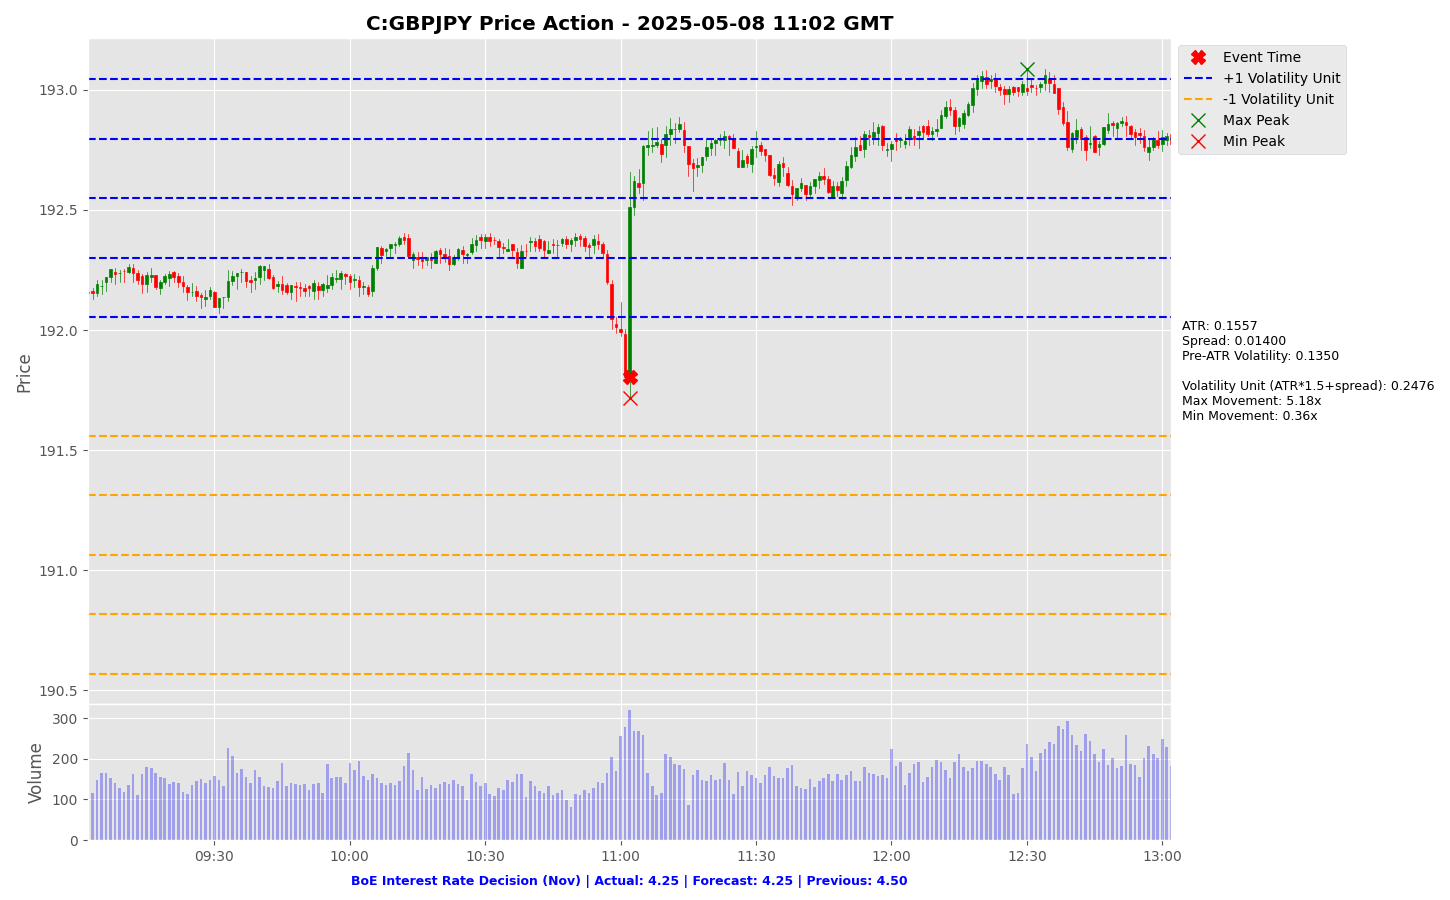 C:GBPJPY Price Action - 2025-05-08 11:02 GMT
Event Time
+1 Volatility Unit
-1 Volatility Unit
Max Peak
Min Peak
Price
193.0
192.5
192.0
191.5
191.0
190.5
ATR: 0.1557
Spread: 0.01400
Pre-ATR Volatility: 0.1350
Volatility Unit (ATR*1.5+spread): 0.2476
Max Movement: 5.18x
Min Movement: 0.36x
Volume
300
200
100
0
09:30 10:00 10:30 11:00 11:30 12:00 12:30 13:00
BoE Interest Rate Decision (Nov) | Actual: 4.25 | Forecast: 4.25 | Previous: 4.50